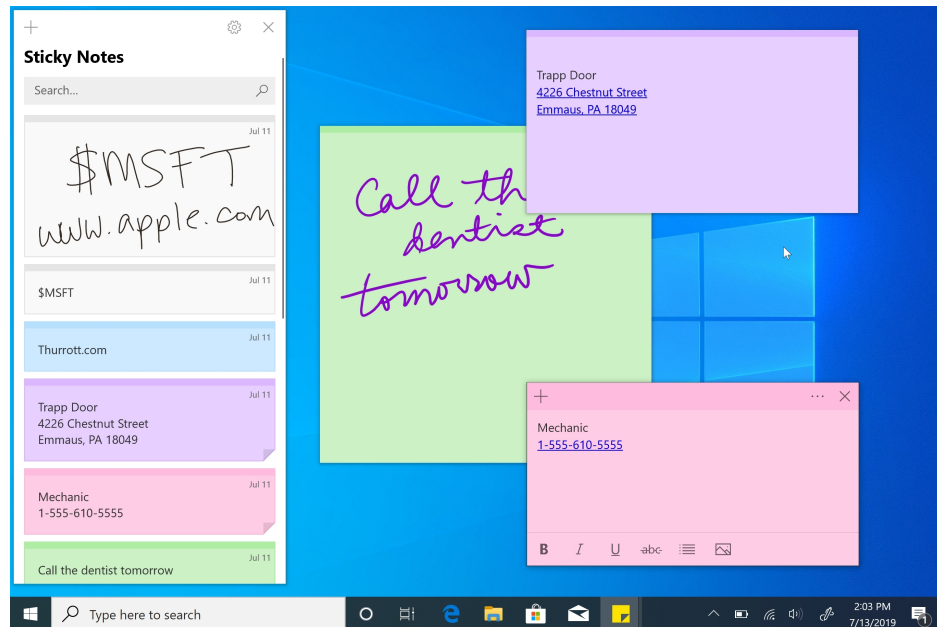 Sticky Notes
Search...
Jul 11
$MSFT
www.apple.com
Jul 11
$MSFT
Jul 11
Thurrott.com
Jul 11
Trapp Door
4226 Chestnut Street
Emmaus, PA 18049
Jul 11
Mechanic
1-555-610-5555
Jul 11
Call the dentist tomorrow
Call th
dentist
tomorrow
Trapp Door
4226 Chestnut Street
Emmaus, PA 18049
Mechanic
1-555-610-5555
B I U abc
Type here to search
2:03 PM
7/13/2019
1